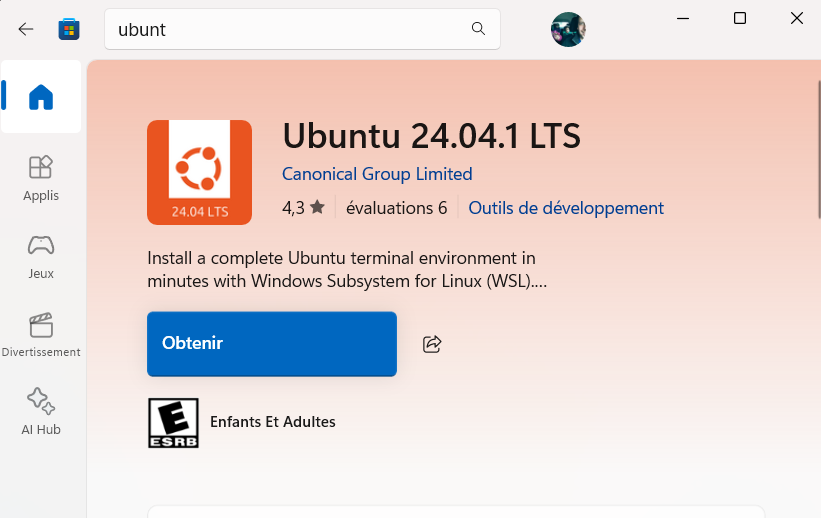 ubunt
Ubuntu 24.04.1 LTS
Canonical Group Limited
4,3 évaluations 6 Outils de développement
24.04 LTS
Install a complete Ubuntu terminal environment in
minutes with Windows Subsystem for Linux (WSL)....
Obtenir
E
ESRB
Enfants Et Adultes
Applis
Jeux
Divertissement
AI Hub